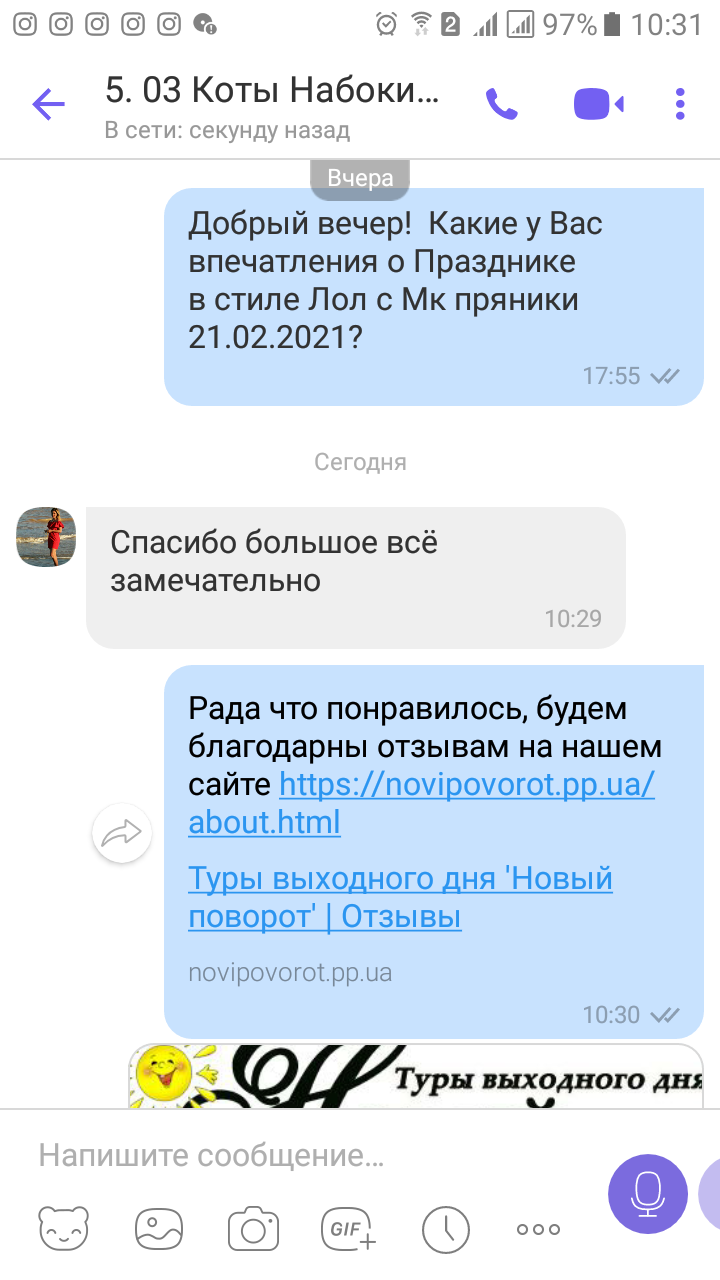 97% 10:31
5. 03 Коты Набоки...
В сети: секунду назад
Вчера
Добрый вечер!  Какие у Вас
впечатления о Празднике
в стиле Лол с Мк пряники
21.02.2021?
17:55
Сегодня
Спасибо большое всё
замечательно
10:29
Рада что понравилось, будем
благодарны отзывам на нашем
сайте https://novipovorot.pp.ua/
about.html
Туры выходного дня 'Новый
поворот' | Отзывы
novipovorot.pp.ua
10:30
Туры выходного дня
Напишите сообщение...
GIF